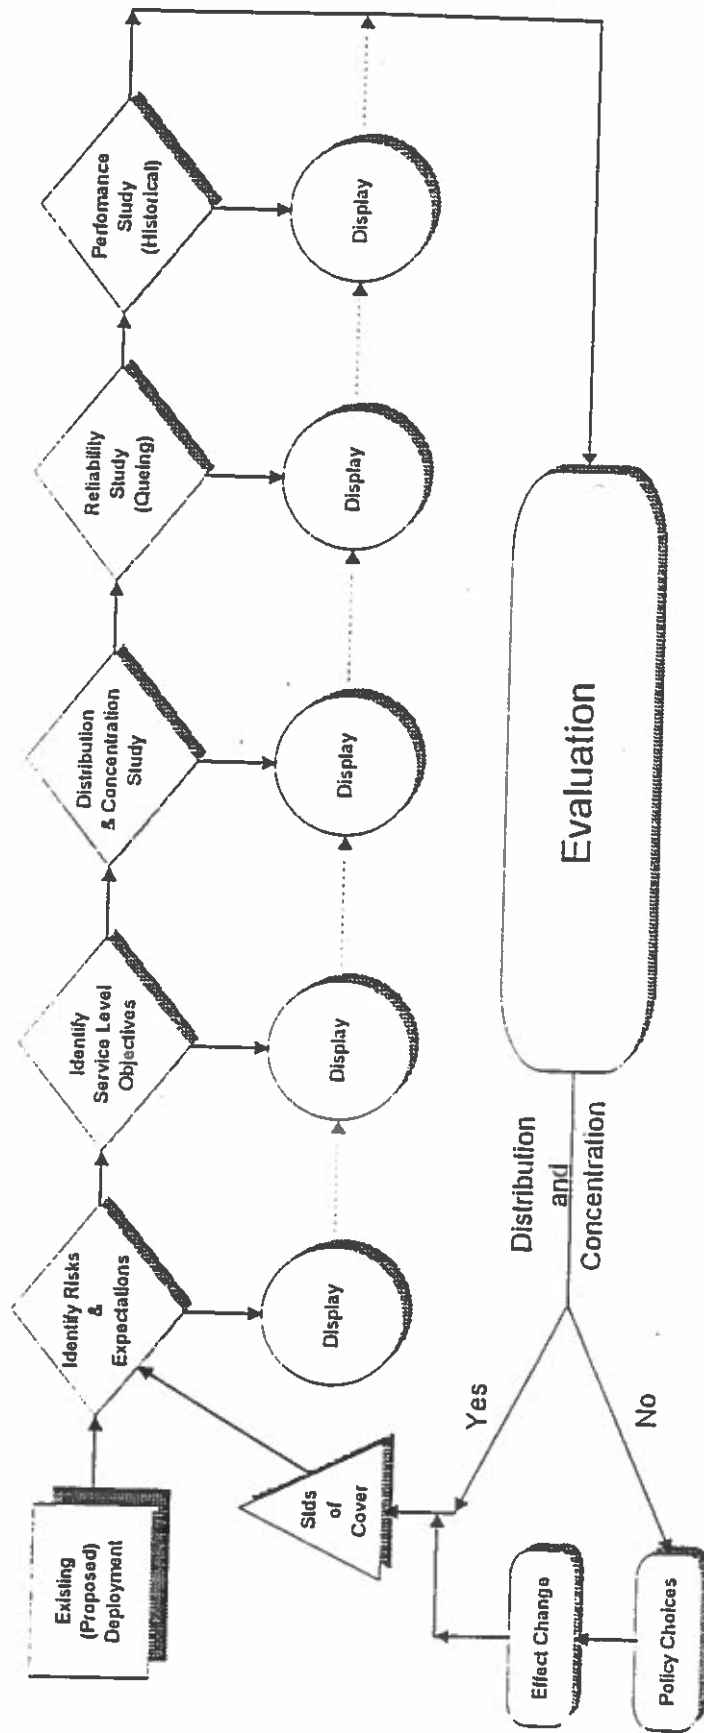 Existing
(Proposed)
Deployment
Identify Risks
&
Expectations
Identify
Service Level
Objectives
Distribution
& Concentration
Study
Reliability
Study
(Queing)
Perfomance
Study
(Historical)
Display
Display
Display
Display
Display
Stds
of
Cover
Yes
No
Distribution
and
Concentration
Evaluation
Effect Change
Policy Choices